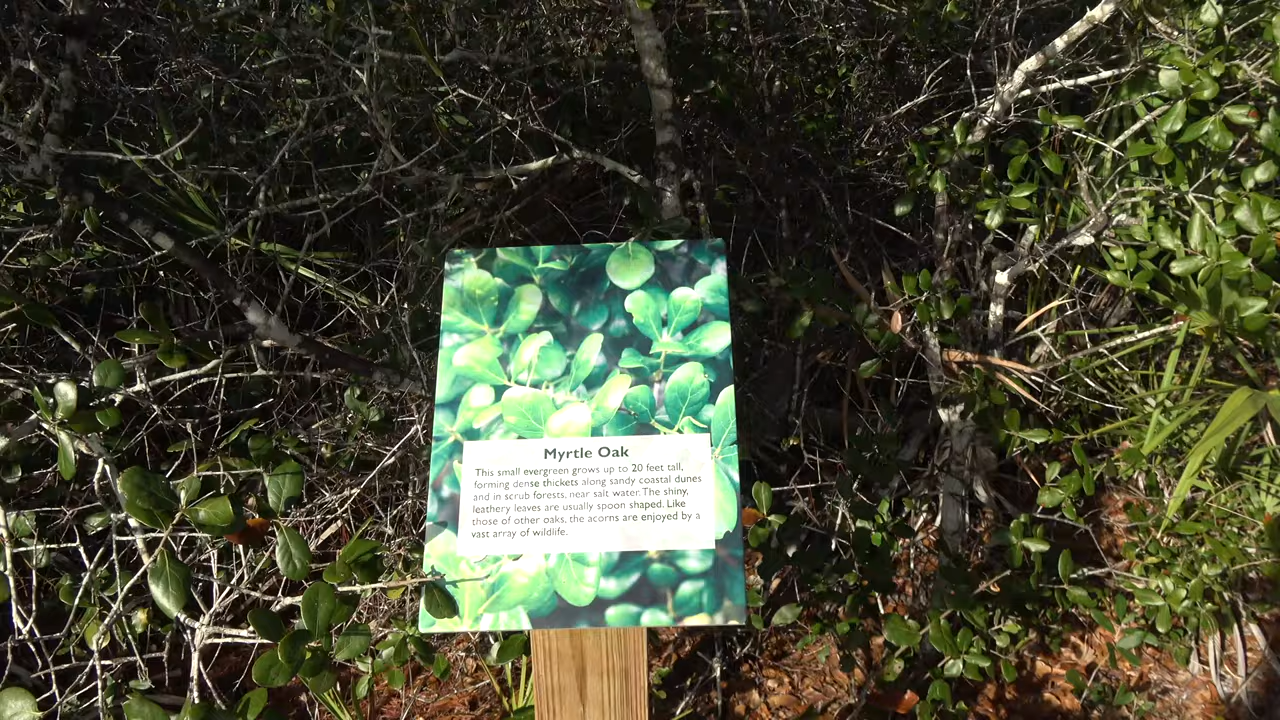 Myrtle Oak
This small evergreen grows up to 20 feet tall,
forming dense thickets along sandy coastal dunes
and in scrub forests, near salt water. The shiny,
leathery leaves are usually spoon shaped. Like
those of other oaks, the acorns are enjoyed by a
vast array of wildlife.